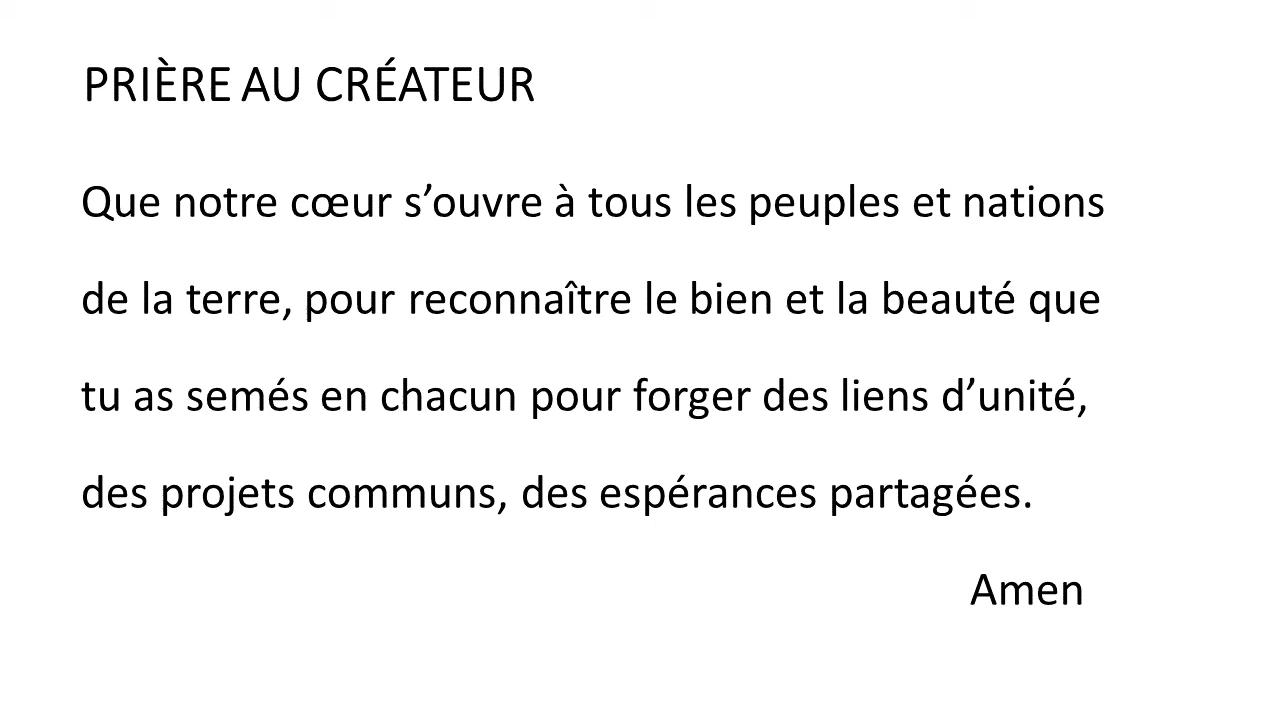 PRIÈRE AU CRÉATEUR
Que notre cœur s’ouvre à tous les peuples et nations
de la terre, pour reconnaître le bien et la beauté que
tu as semés en chacun pour forger des liens d’unité,
des projets communs, des espérances partagées.
Amen